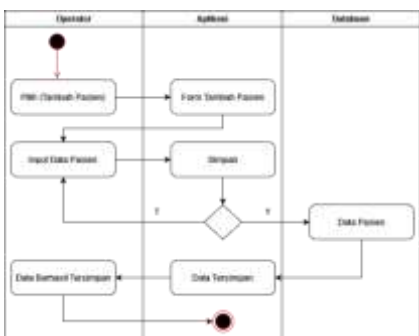 Operator Aplikasi Database
Pilih (Tambah Pasien) Form Tambah Pasien
Input Data Pasien Simpan
T Y
Data Pasien
Data Berhasil Tersimpan Data Tersimpan